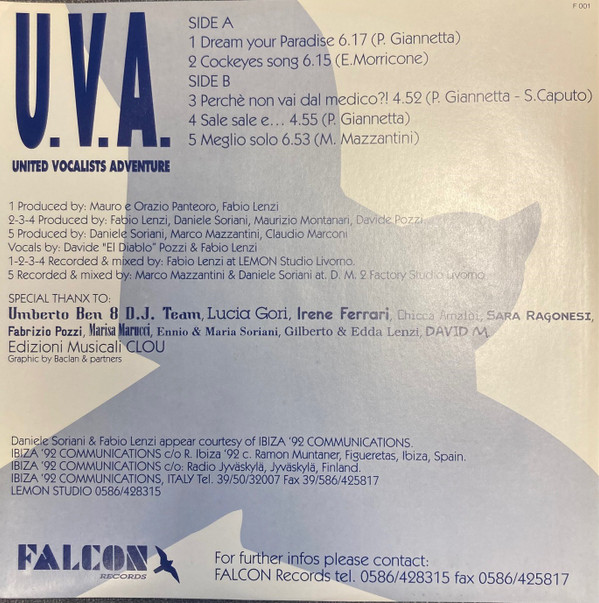 F 001
U.V.A.
UNITED VOCALISTS ADVENTURE
SIDE A
1 Dream your Paradise 6.17 (P. Giannetta)
2 Cockeyes song 6.15 (E.Morricone)
SIDE B
3 Perchè non vai dal medico?! 4.52 (P. Giannetta - S.Caputo)
4 Sale sale e... 4.55 (P. Giannetta)
5 Meglio solo 6.53 (M. Mazzantini)
1 Produced by: Mauro e Orazio Panteoro, Fabio Lenzi
2-3-4 Produced by: Fabio Lenzi, Daniele Soriani, Maurizio Montanari, Davide Pozzi
5 Produced by: Daniele Soriani, Marco Mazzantini, Claudio Marconi
Vocals by: Davide "El Diablo" Pozzi & Fabio Lenzi
1-2-3-4 Recorded & mixed by: Fabio Lenzi at LEMON Studio Livorno.
5 Recorded & mixed by: Marco Mazzantini & Daniele Soriani at. D. M. 2 Factory Studio Livorno
SPECIAL THANX TO:
Umberto Ben & D.J. Team, Lucia Gori, Irene Ferrari, Chicca SARA RAGONESI,
Fabrizio Pozzi, Marisa Marucci, Ennio & Maria Soriani, Gilberto & Edda Lenzi, DAVID M.
Edizioni Musicali CLOU
Graphic by Baclan & partners
Daniele Soriani & Fabio Lenzi appear courtesy of IBIZA '92 COMMUNICATIONS.
IBIZA '92 COMMUNICATIONS c/o R. Ibiza '92 c. Ramon Muntaner, Figueretas, Ibiza, Spain.
IBIZA '92 COMMUNICATIONS c/o: Radio Jyväskylä, Jyväskylä, Finland.
IBIZA '92 COMMUNICATIONS, ITALY Tel. 39/50/32007 Fax 39/586/425817
LEMON STUDIO 0586/428315
FALCON
RECORDS
For further infos please contact:
FALCON Records tel. 0586/428315 fax 0586/425817